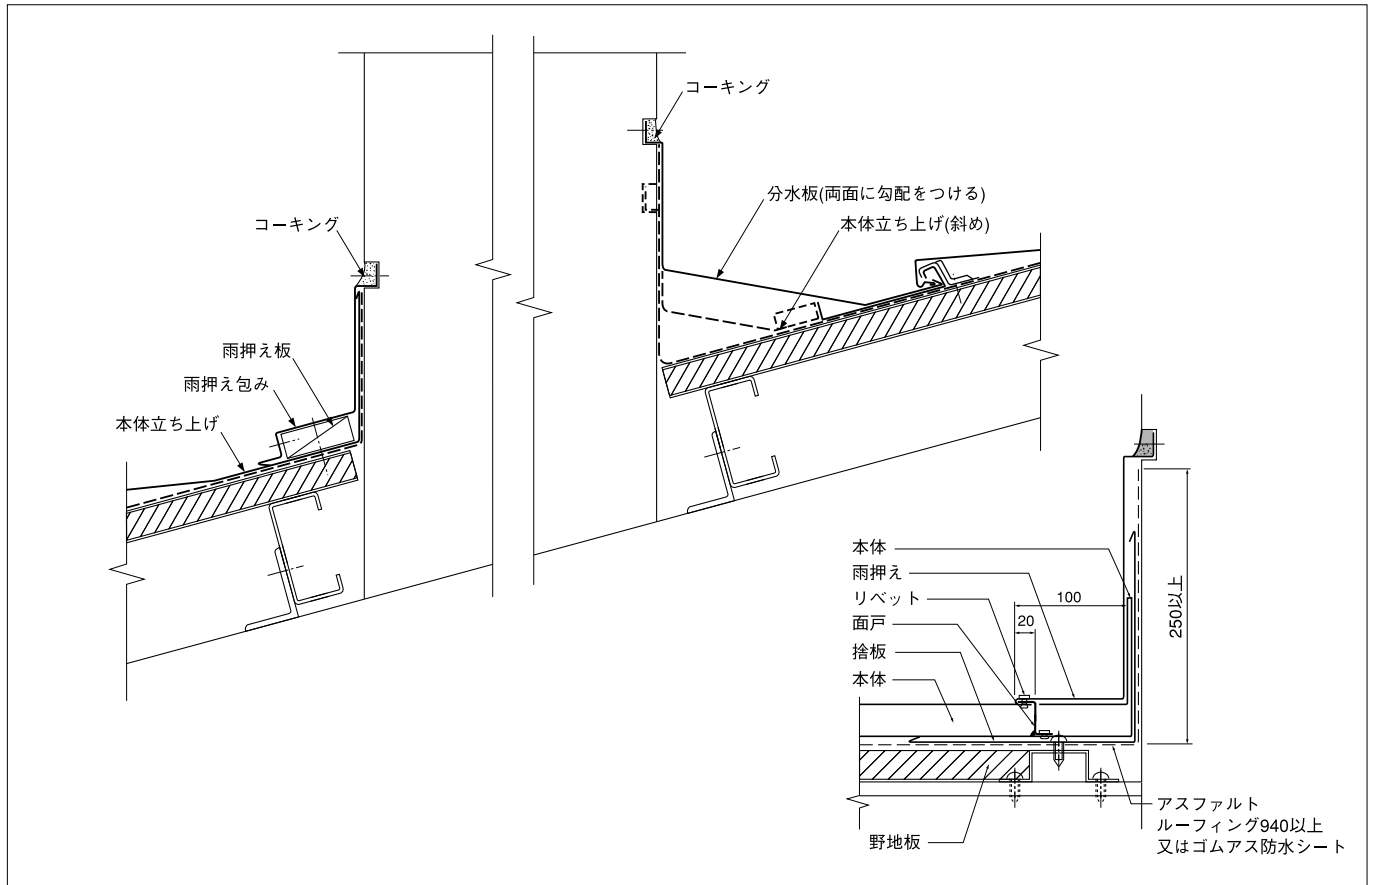 コーキング
分水板(両面に勾配をつける)
本体立ち上げ(斜め)
コーキング
雨押え板
雨押え包み
本体立ち上げ
本体
雨押え
リベット
面戸
捨板
本体
100
20
250以上
野地板
アスファルト
ルーフィング940以上
又はゴムアス防水シート